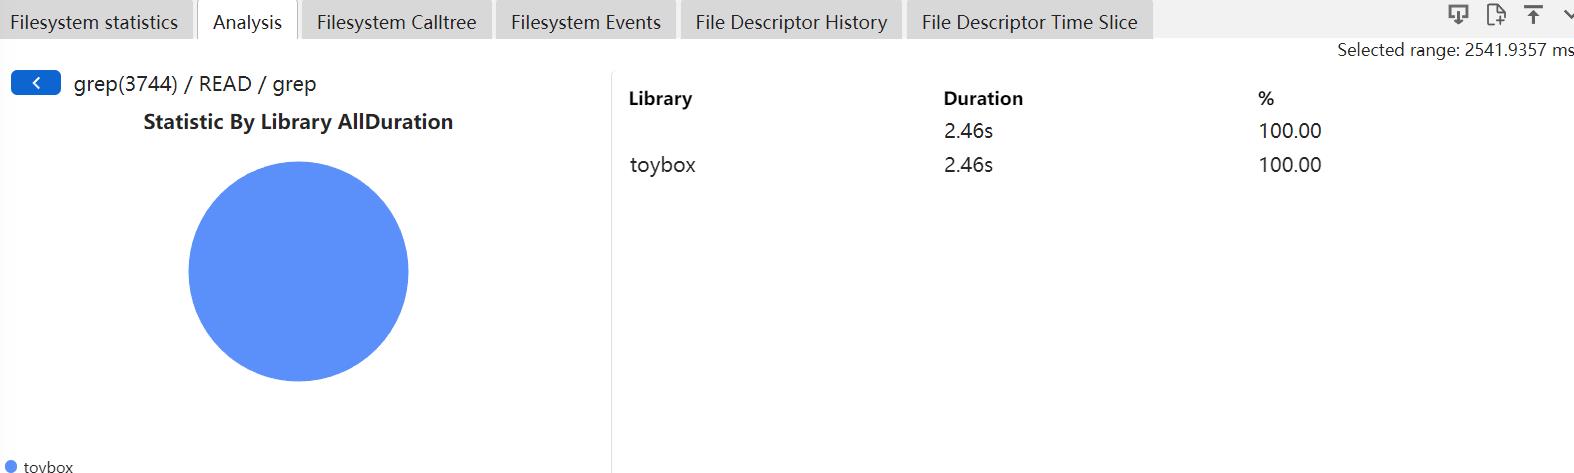 Filesystem statistics Analysis Filesystem Calltree Filesystem Events File Descriptor History File Descriptor Time Slice
Selected range: 2541.9357 ms
grep(3744) / READ / grep
Statistic By Library AllDuration
Library Duration %
2.46s 100.00
toybox 2.46s 100.00
toybox